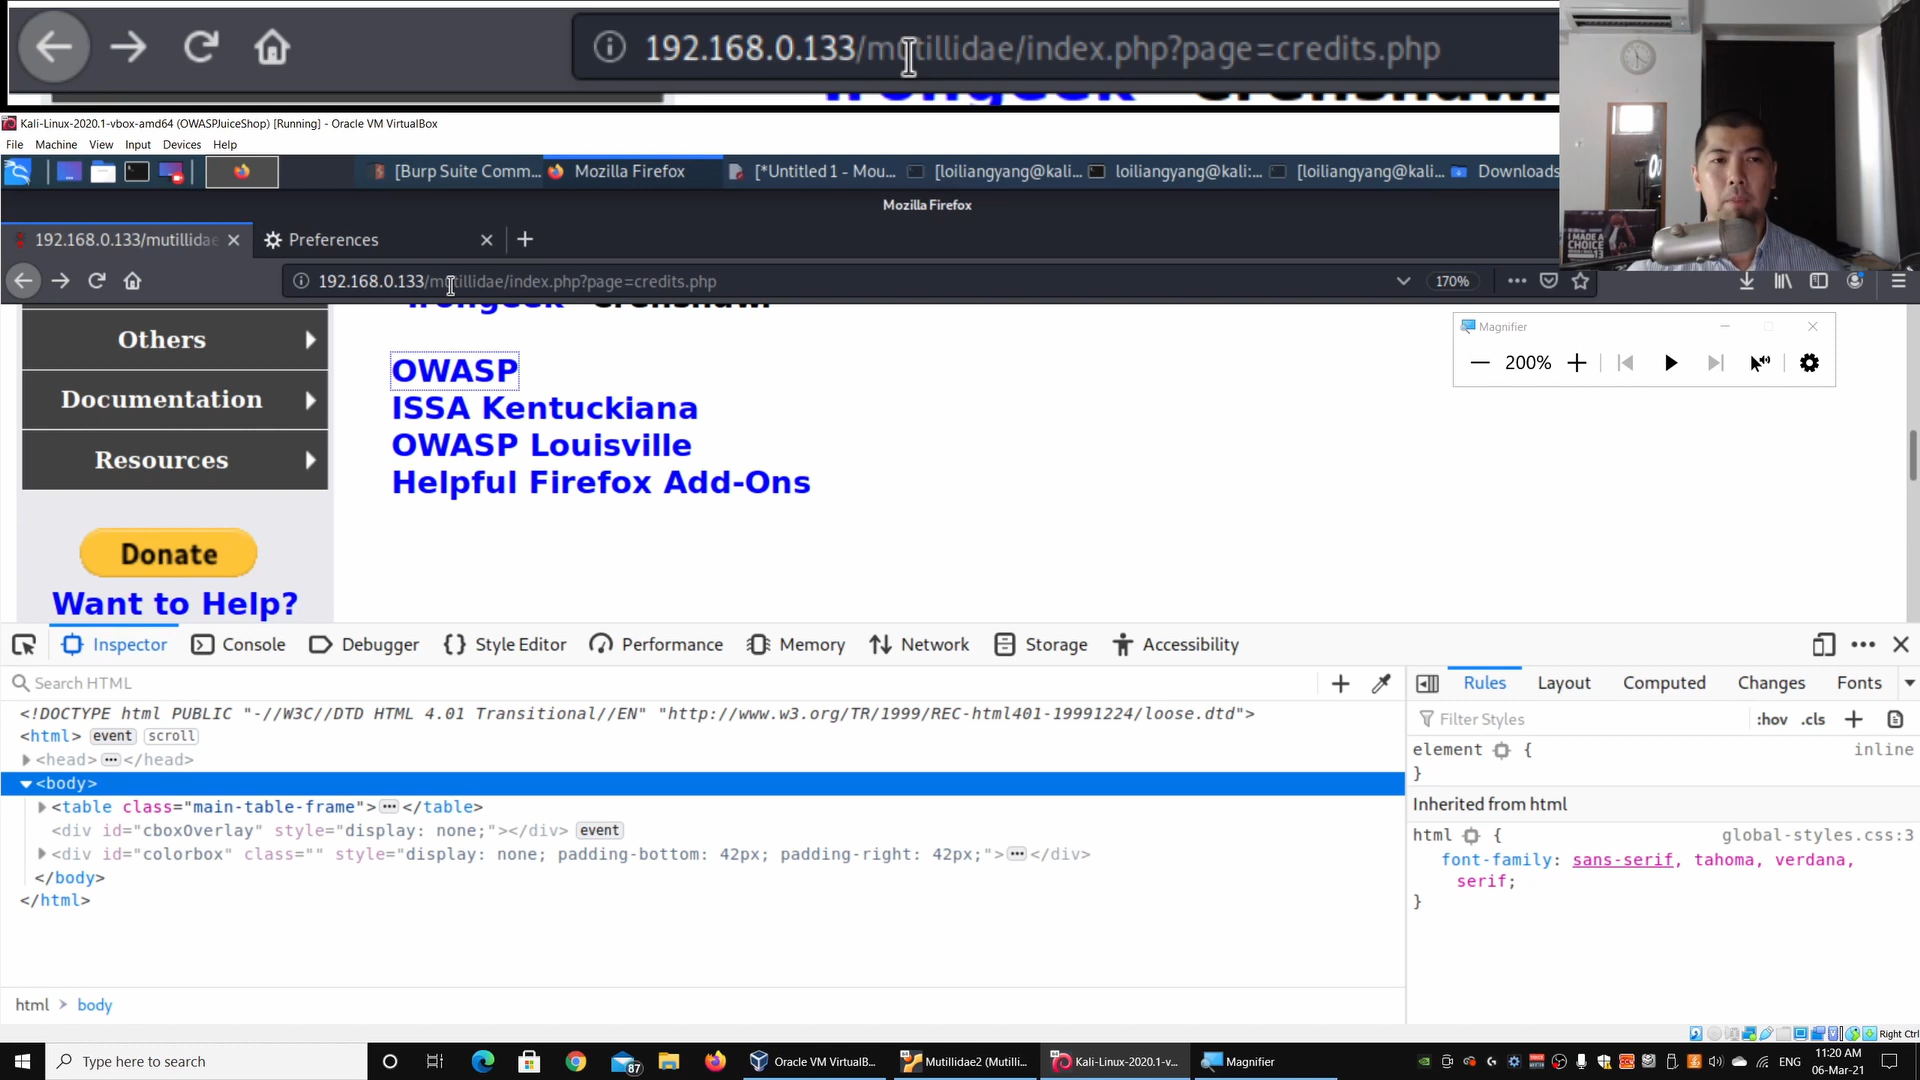 192.168.0.133/mutillidae/index.php?page=credits.php
Kali-Linux-2020.1-vbox-amd64 (OWASPJuiceShop) [Running] - Oracle VM VirtualBox
File Machine View Input Devices Help
[Burp Suite Comm... Mozilla Firefox [*Untitled 1 - Mou... [loiliangyang@kali... loiliangyang@kali:... [loiliangyang@kali... Downloads
Mozilla Firefox
192.168.0.133/mutillidae Preferences
192.168.0.133/mutillidae/index.php?page=credits.php 170%
I MADE A
CHOICE
Others
Documentation
Resources
Donate
Want to Help?
OWASP
ISSA Kentuckiana
OWASP Louisville
Helpful Firefox Add-Ons
Magnifier
200%
Inspector Console Debugger Style Editor Performance Memory Network Storage Accessibility
Search HTML
<!DOCTYPE html PUBLIC "-//W3C//DTD HTML 4.01 Transitional//EN" "http://www.w3.org/TR/1999/REC-html401-19991224/loose.dtd">
<html> event scroll
<head> ••• </head>
<body>
<table class="main-table-frame"> ••• </table>
<div id="cboxOverlay" style="display: none;"></div> event
<div id="colorbox" class="" style="display: none; padding-bottom: 42px; padding-right: 42px;"> ••• </div>
</body>
</html>
html > body
Rules Layout Computed Changes Fonts
Filter Styles :hov .cls
element { inline
}
Inherited from html
html { global-styles.css:3
font-family: sans-serif, tahoma, verdana,
serif;
}
Right Ctrl
Type here to search
87
Oracle VM VirtualB...
Mutillidae2 (Mutilli...
Kali-Linux-2020.1-v...
Magnifier
ENG
11:20 AM
06-Mar-21